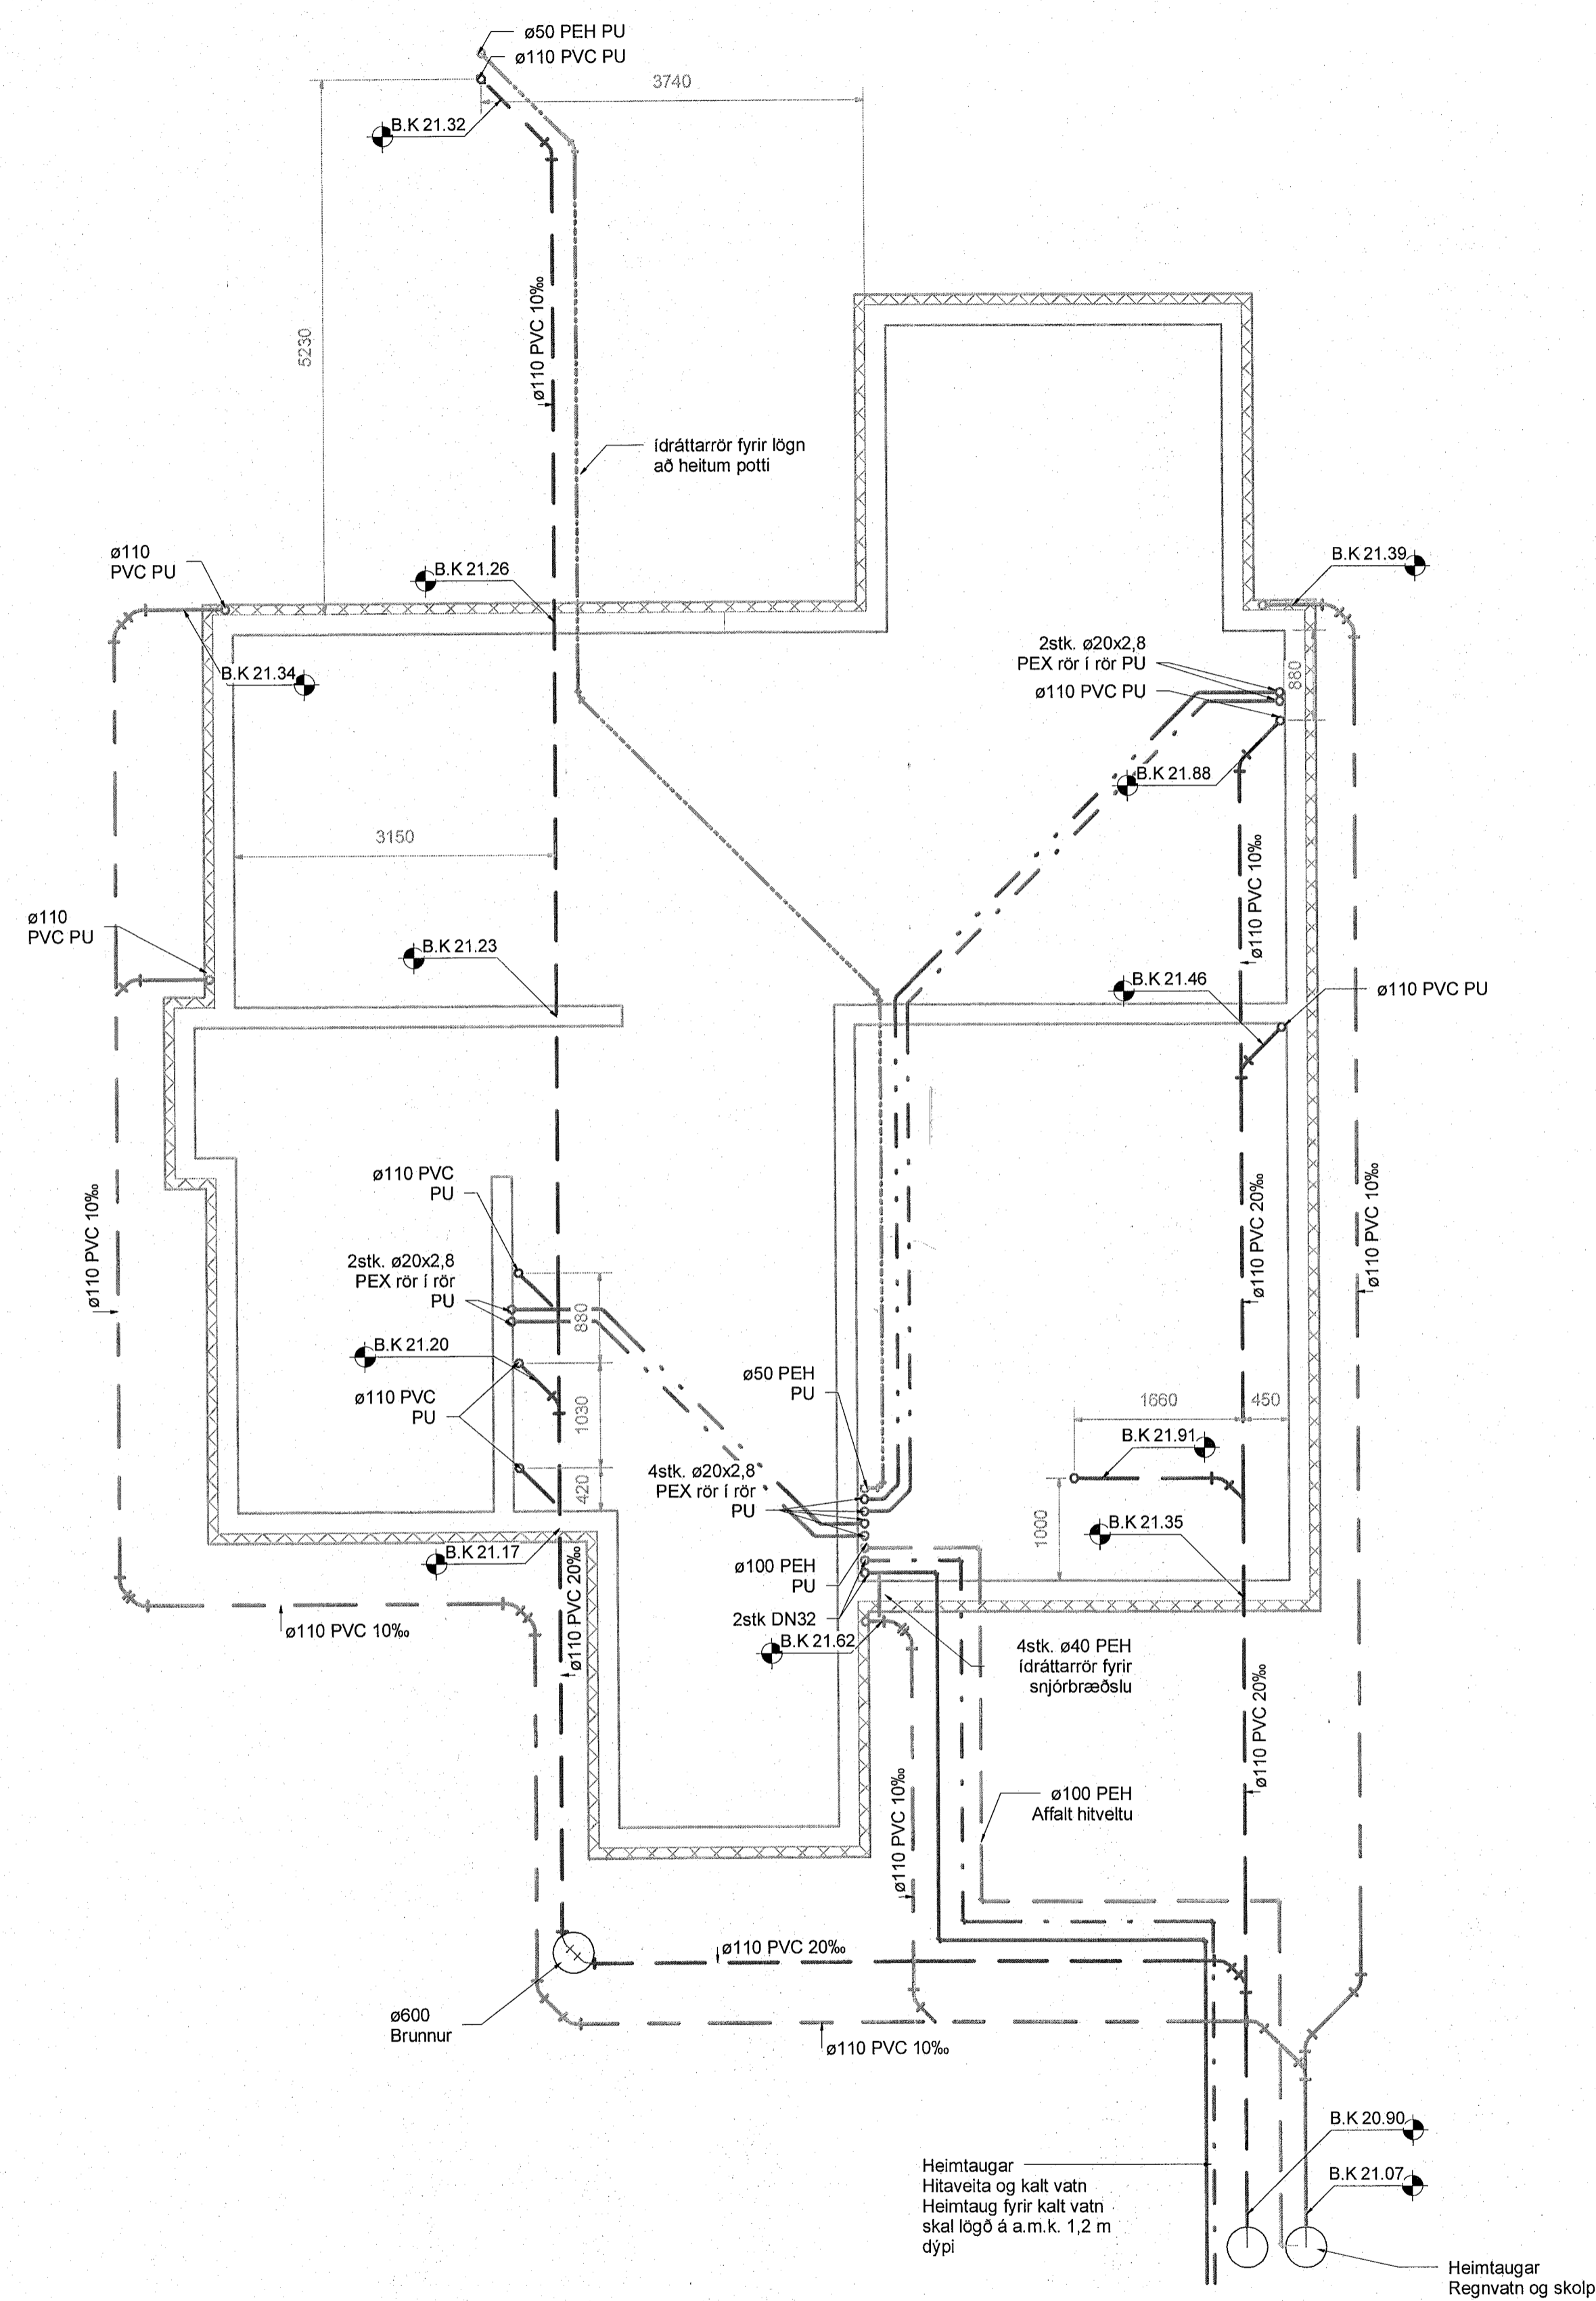 ø50 PEH PU
ø110 PVC PU
3740
B.K 21.32
5230
ø110 PVC 10‰
ídráttarrör fyrir lögn
að heitum potti
ø110
PVC PU
B.K 21.26
B.K 21.39
B.K 21.34
2stk. ø20x2,8
PEX rör í rör PU
ø110 PVC PU
880
B.K 21.88
3150
ø110 PVC 10‰
ø110
PVC PU
B.K 21.23
B.K 21.46
ø110 PVC PU
ø110 PVC
PU
ø110 PVC 10‰
ø110 PVC 20‰
ø110 PVC 10‰
2stk. ø20x2,8
PEX rör í rör
PU
880
B.K 21.20
ø110 PVC
PU
1030
ø50 PEH
PU
1660
450
B.K 21.91
4stk. ø20x2,8
PEX rör í rör
PU
420
1000
B.K 21.35
B.K 21.17
ø110 PVC 20‰
ø100 PEH
PU
2stk DN32
B.K 21.62
ø110 PVC 10‰
4stk. ø40 PEH
ídráttarrör fyrir
snjórbræðslu
ø110 PVC 20‰
ø110 PVC 10‰
ø100 PEH
Affalt hitveltu
ø110 PVC 20‰
ø600
Brunnur
ø110 PVC 10‰
B.K 20.90
B.K 21.07
Heimtaugar
Hitaveita og kalt vatn
Heimtaug fyrir kalt vatn
skal lögð á a.m.k. 1,2 m
dýpi
Heimtaugar
Regnvatn og skolp